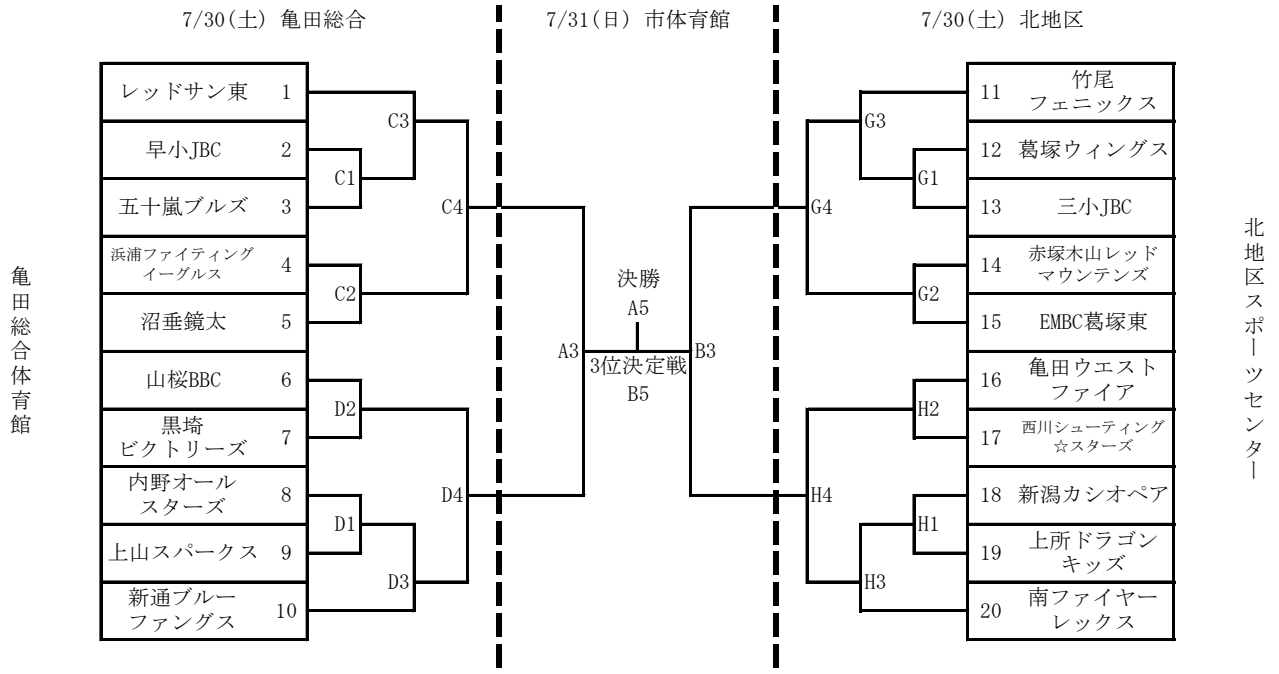 7/30(土) 亀田総合
7/31(日) 市体育館
7/30(土) 北地区
亀田総合体育館
レッドサン東 1
早小JBC 2
五十嵐ブルズ 3
浜浦ファイティング
イーグルス 4
沼垂鏡太 5
山桜BBC 6
黒埼
ビクトリーズ 7
内野オール
スターズ 8
上山スパークス 9
新通ブルー
ファングス 10
C3
C1
C4
C2
D2
D4
D1
D3
A3
決勝
A5
3位決定戦
B5
B3
G3
G1
G4
G2
H2
H4
H1
H3
11 竹尾
フェニックス
12 葛塚ウィングス
13 三小JBC
14 赤塚木山レッド
マウンテンズ
15 EMBC葛塚東
16 亀田ウエスト
ファイア
17 西川シューティング
☆スターズ
18 新潟カシオペア
19 上所ドラゴン
キッズ
20 南ファイヤー
レックス
北地区スポーツセンター